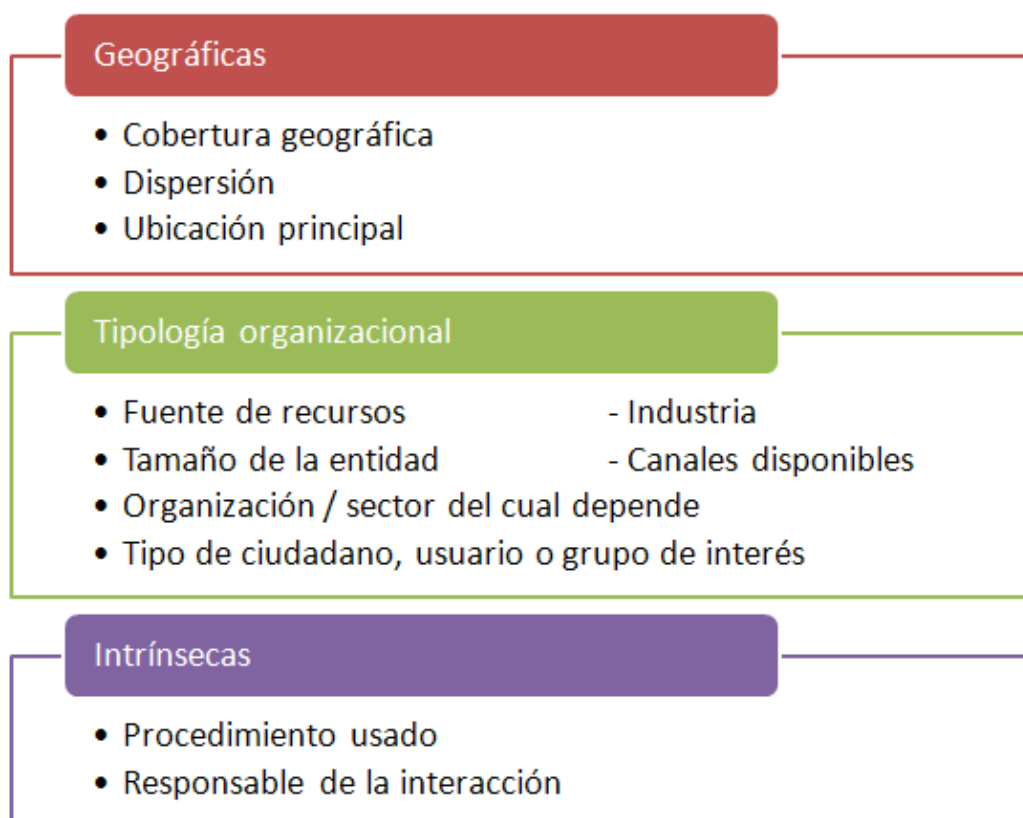 Geográficas
• Cobertura geográfica
• Dispersión
• Ubicación principal
Tipología organizacional
• Fuente de recursos - Industria
• Tamaño de la entidad - Canales disponibles
• Organización / sector del cual depende
• Tipo de ciudadano, usuario o grupo de interés
Intrínsecas
• Procedimiento usado
• Responsable de la interacción